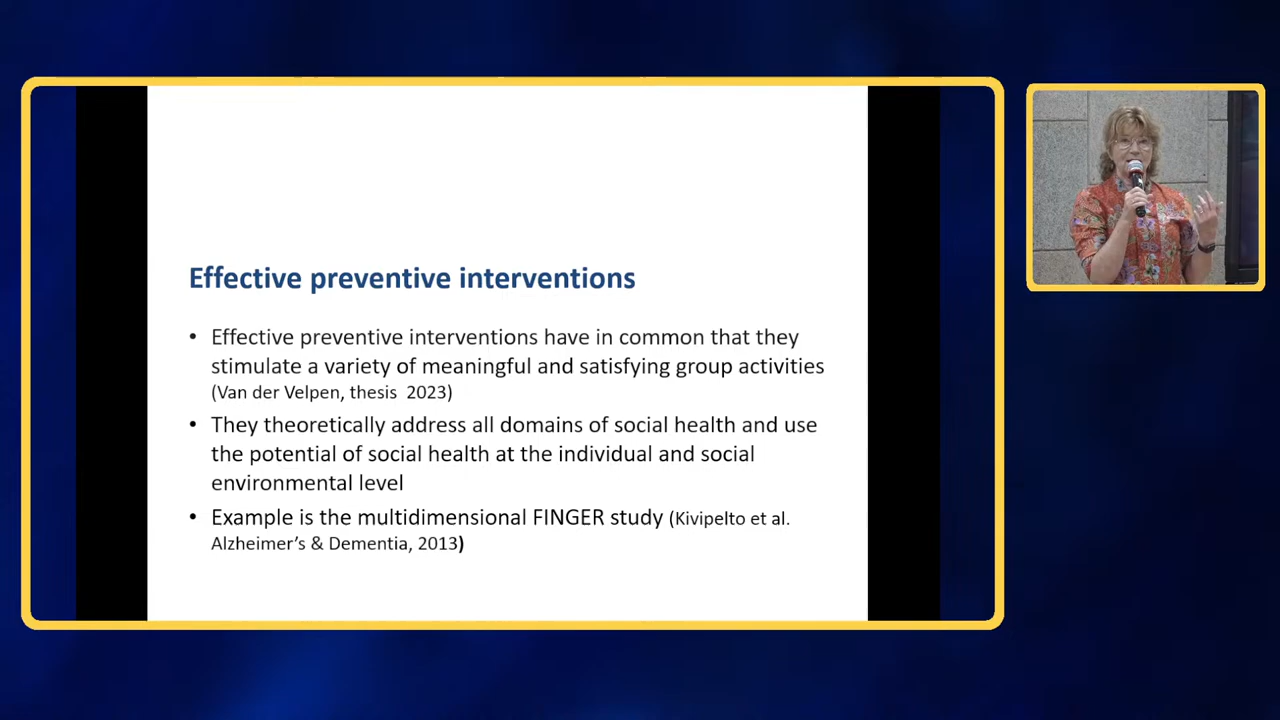 Effective preventive interventions
• Effective preventive interventions have in common that they
stimulate a variety of meaningful and satisfying group activities
(Van der Velpen, thesis 2023)
• They theoretically address all domains of social health and use
the potential of social health at the individual and social
environmental level
• Example is the multidimensional FINGER study (Kivipelto et al.
Alzheimer’s & Dementia, 2013)